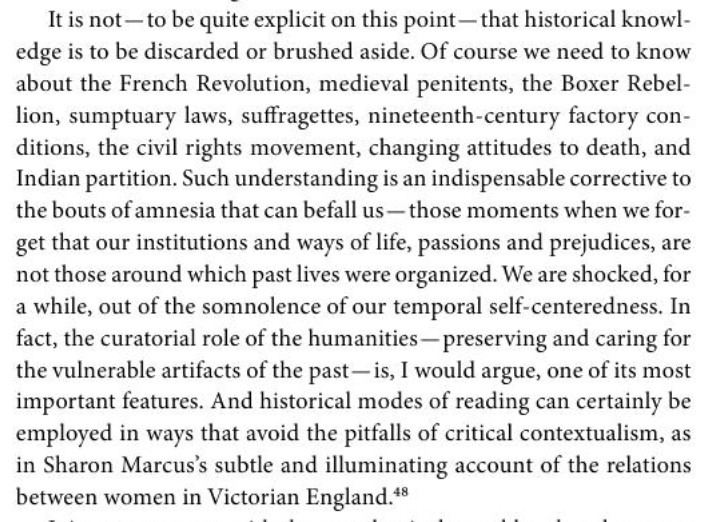 It is not—to be quite explicit on this point—that historical knowl-
edge is to be discarded or brushed aside. Of course we need to know
about the French Revolution, medieval penitents, the Boxer Rebel-
lion, sumptuary laws, suffragettes, nineteenth-century factory con-
ditions, the civil rights movement, changing attitudes to death, and
Indian partition. Such understanding is an indispensable corrective to
the bouts of amnesia that can befall us—those moments when we for-
get that our institutions and ways of life, passions and prejudices, are
not those around which past lives were organized. We are shocked, for
a while, out of the somnolence of our temporal self-centeredness. In
fact, the curatorial role of the humanities—preserving and caring for
the vulnerable artifacts of the past—is, I would argue, one of its most
important features. And historical modes of reading can certainly be
employed in ways that avoid the pitfalls of critical contextualism, as
in Sharon Marcus’s subtle and illuminating account of the relations
between women in Victorian England.⁴⁸